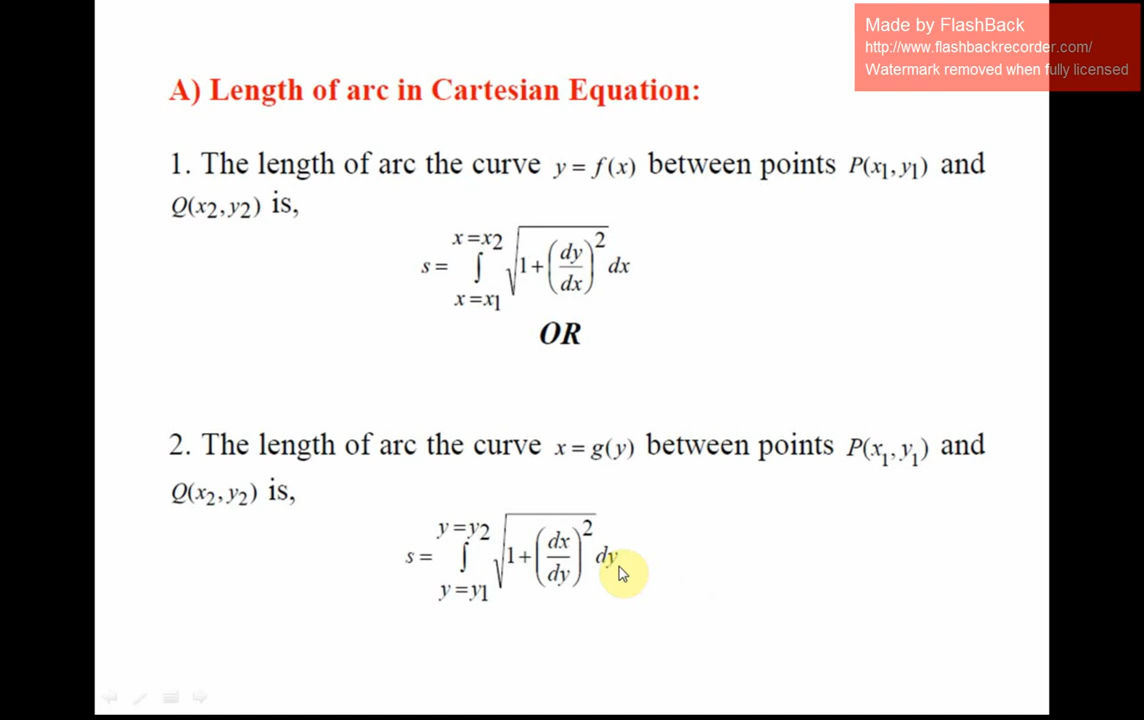 Made by FlashBack
http://www.flashbackrecorder.com/
Watermark removed when fully licensed
A) Length of arc in Cartesian Equation:
1. The length of arc the curve y = f(x) between points P(x1, y1) and
Q(x2, y2) is,
s = ∫_{x=x1}^{x=x2} √(1+(dy/dx)^2) dx
OR
2. The length of arc the curve x = g(y) between points P(x1, y1) and
Q(x2, y2) is,
s = ∫_{y=y1}^{y=y2} √(1+(dx/dy)^2) dy